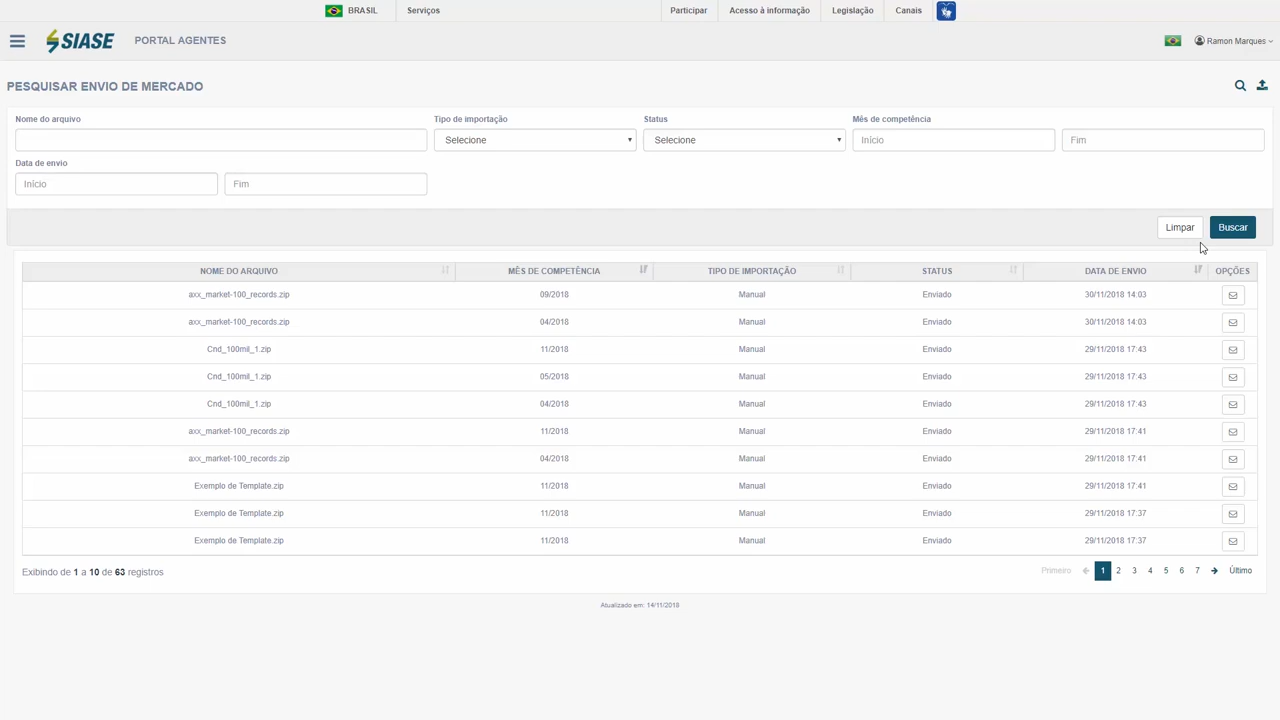 BRASIL Serviços Participar Acesso à informação Legislação Canais
SIASE PORTAL AGENTES Ramon Marques
PESQUISAR ENVIO DE MERCADO
Nome do arquivo Tipo de importação Status Mês de competência
Selecione Selecione Início Fim
Data de envio
Início Fim
Limpar Buscar
NOME DO ARQUIVO MÊS DE COMPETÊNCIA TIPO DE IMPORTAÇÃO STATUS DATA DE ENVIO OPÇÕES
axx_market-100_records.zip 09/2018 Manual Enviado 30/11/2018 14:03
axx_market-100_records.zip 04/2018 Manual Enviado 30/11/2018 14:03
Cnd_100mil_1.zip 11/2018 Manual Enviado 29/11/2018 17:43
Cnd_100mil_1.zip 05/2018 Manual Enviado 29/11/2018 17:43
Cnd_100mil_1.zip 04/2018 Manual Enviado 29/11/2018 17:43
axx_market-100_records.zip 11/2018 Manual Enviado 29/11/2018 17:41
axx_market-100_records.zip 04/2018 Manual Enviado 29/11/2018 17:41
Exemplo de Template.zip 11/2018 Manual Enviado 29/11/2018 17:41
Exemplo de Template.zip 11/2018 Manual Enviado 29/11/2018 17:37
Exemplo de Template.zip 11/2018 Manual Enviado 29/11/2018 17:37
Exibindo de 1 a 10 de 63 registros Primeiro 1 2 3 4 5 6 7 Último
Atualizado em: 14/11/2018